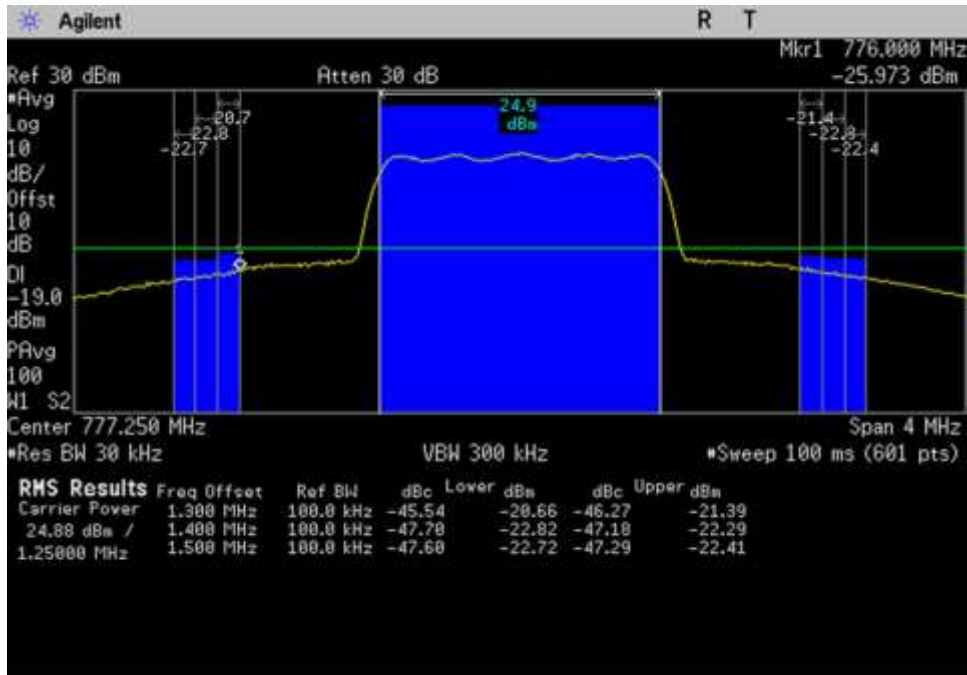 Agilent R T
Mkr1 776.000 MHz
Ref 30 dBm Atten 30 dB -25.973 dBm
#Avg
Log
10
dB/
Offst
10
dB
DI
-19.0
dBm
PAvg
100
W1 S2
24.9
dBm
-20.7
-22.8
-22.7
-21.4
-22.3
-22.4
1
Center 777.250 MHz Span 4 MHz
#Res BW 30 kHz VBW 300 kHz #Sweep 100 ms (601 pts)
RMS Results Freq Offset Ref BW dBc Lower dBm dBc Upper dBm
Carrier Power 1.300 MHz 100.0 kHz -45.54 -20.66 -46.27 -21.39
24.88 dBm / 1.400 MHz 100.0 kHz -47.70 -22.82 -47.18 -22.29
1.25000 MHz 1.500 MHz 100.0 kHz -47.60 -22.72 -47.29 -22.41